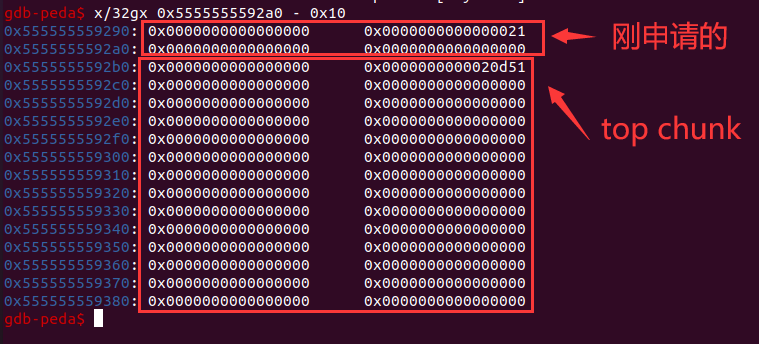 gdb-peda$ x/32gx 0x5555555592a0 - 0x10
0x555555559290: 0x0000000000000000 0x0000000000000021
刚申请的
0x5555555592a0: 0x0000000000000000 0x0000000000000000
0x5555555592b0: 0x0000000000000000 0x0000000000020d51
0x5555555592c0: 0x0000000000000000 0x0000000000000000
0x5555555592d0: 0x0000000000000000 0x0000000000000000
0x5555555592e0: 0x0000000000000000 0x0000000000000000
top chunk
0x5555555592f0: 0x0000000000000000 0x0000000000000000
0x555555559300: 0x0000000000000000 0x0000000000000000
0x555555559310: 0x0000000000000000 0x0000000000000000
0x555555559320: 0x0000000000000000 0x0000000000000000
0x555555559330: 0x0000000000000000 0x0000000000000000
0x555555559340: 0x0000000000000000 0x0000000000000000
0x555555559350: 0x0000000000000000 0x0000000000000000
0x555555559360: 0x0000000000000000 0x0000000000000000
0x555555559370: 0x0000000000000000 0x0000000000000000
0x555555559380: 0x0000000000000000 0x0000000000000000
gdb-peda$